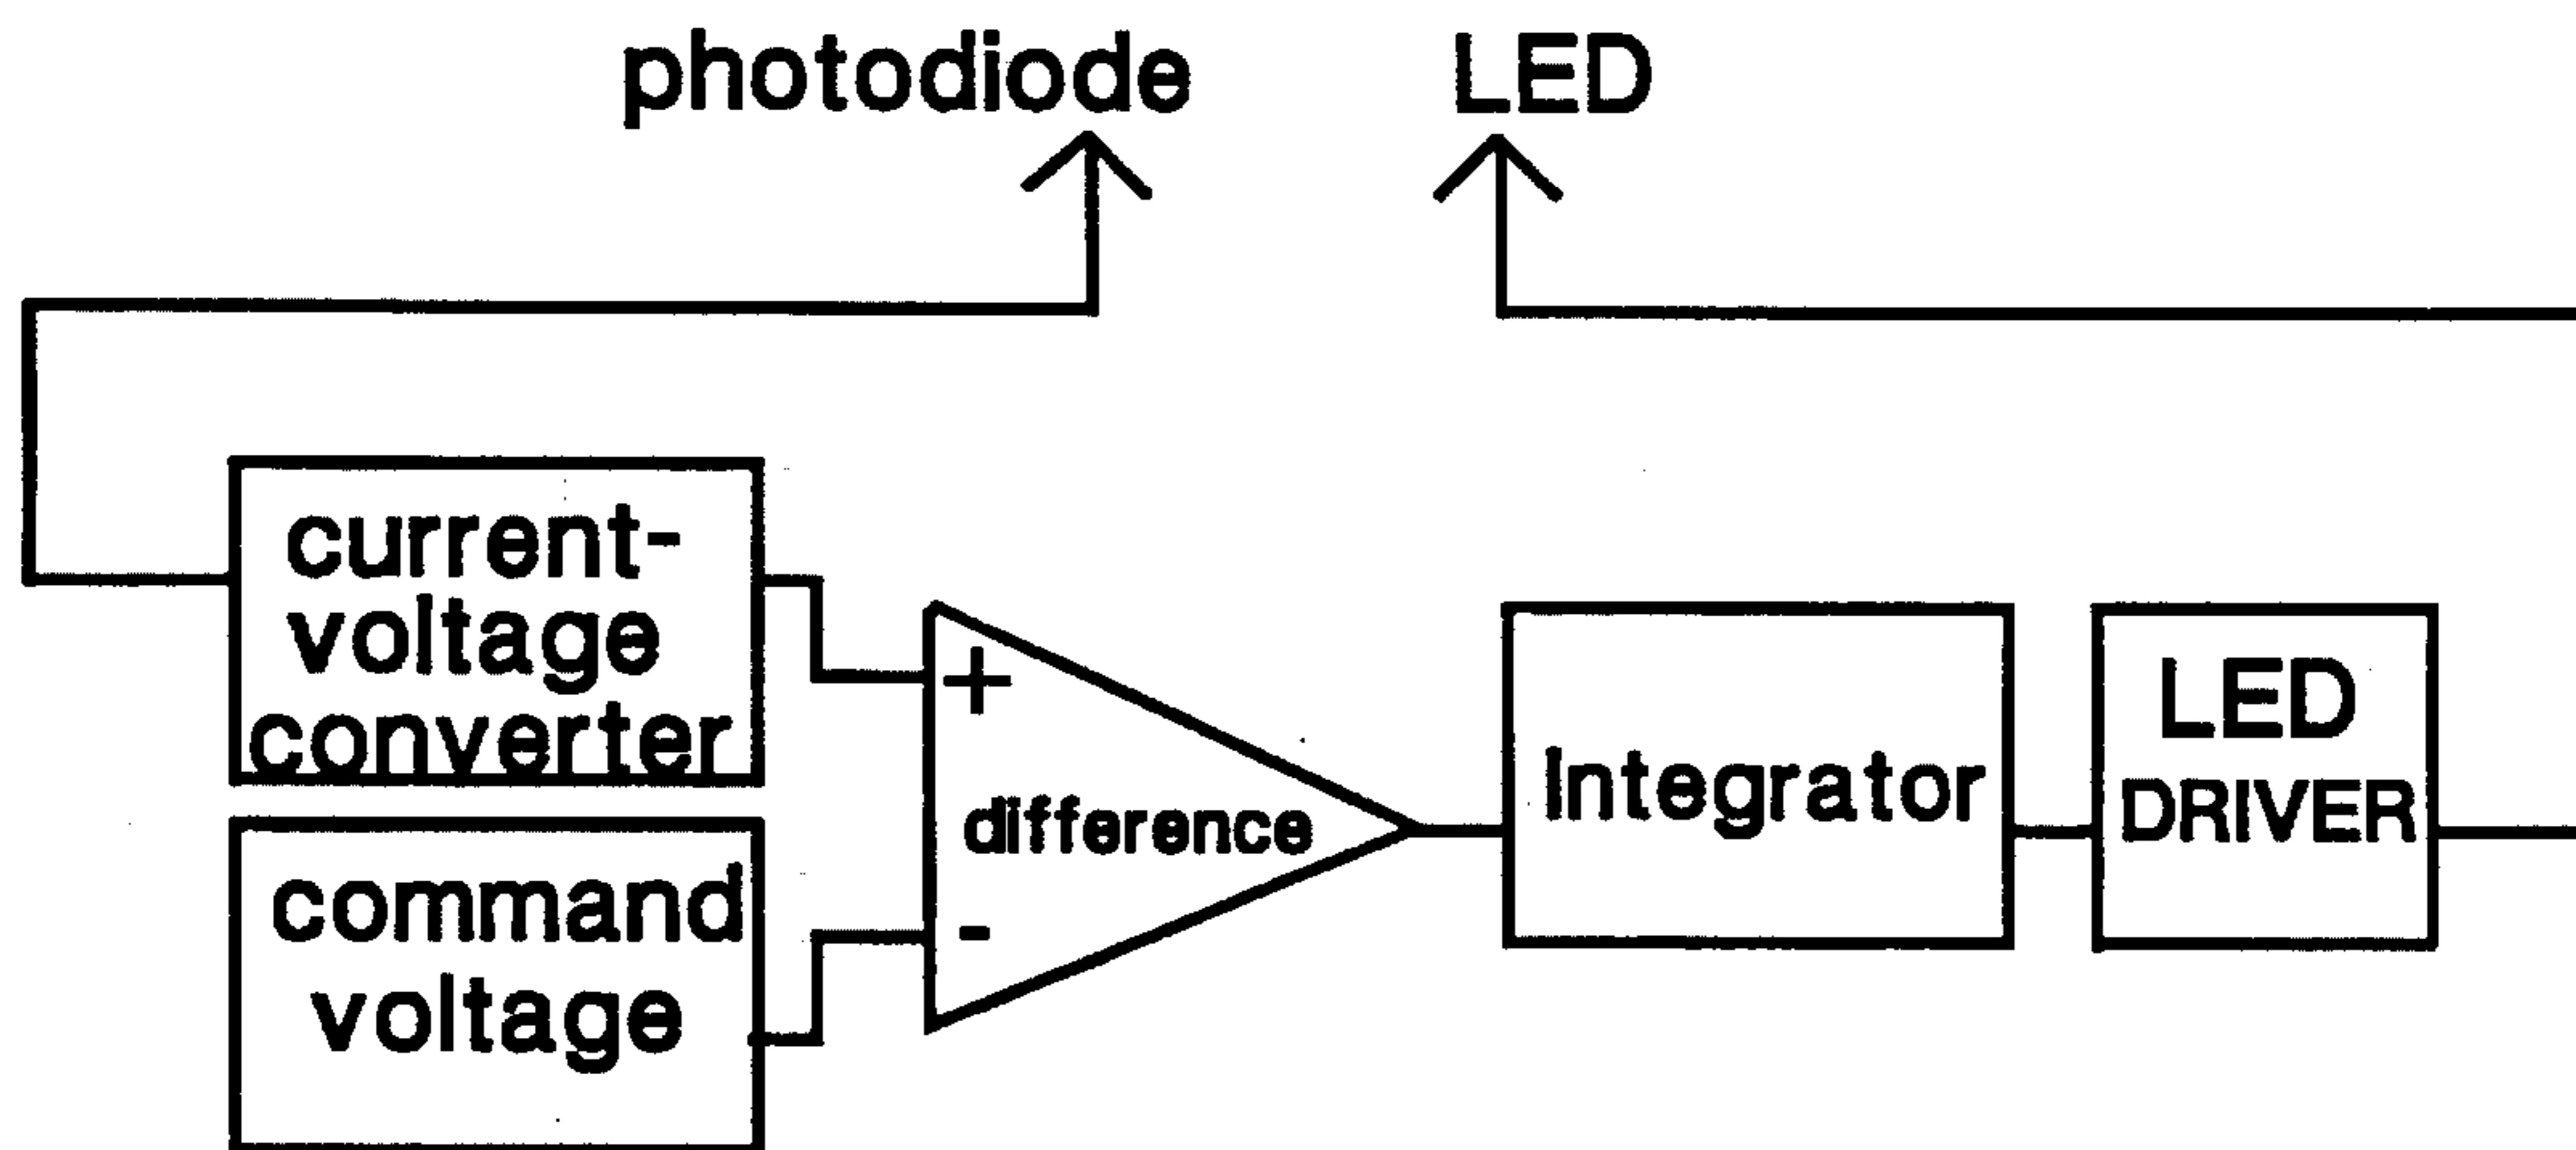 photodiode
LED
current-
voltage
converter
command
voltage
+
difference
-
Integrator
LED
DRIVER